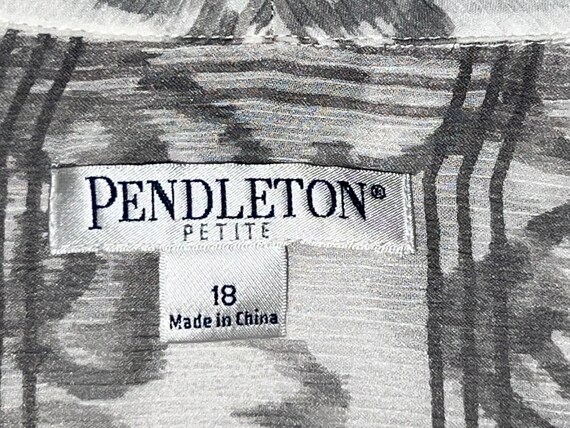 PENDLETON®
PETITE
18
Made in China